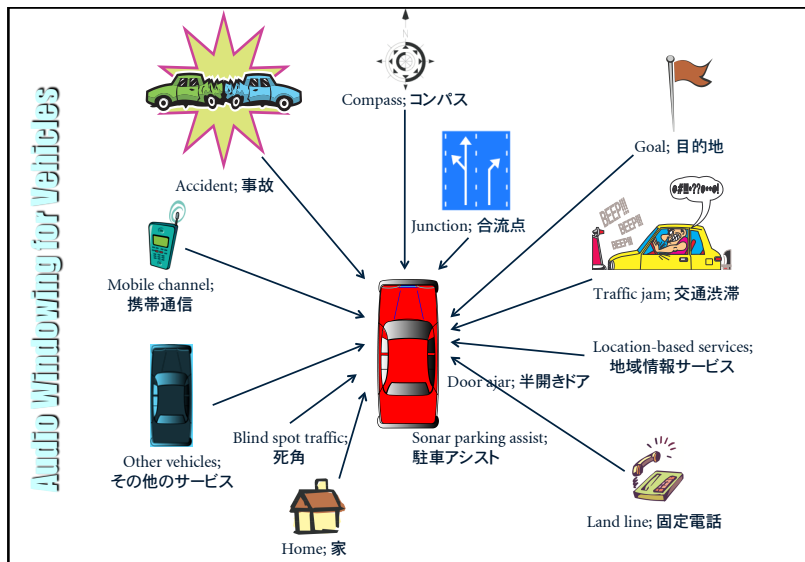 Audio Windowing for Vehicles
N
Compass; コンパス
Accident; 事故
Goal; 目的地
@#!!*??@**@!
BEEP!!!
BEEP!!!
BEEP!!!
Junction; 合流点
Mobile channel;
携帯通信
Traffic jam; 交通渋滞
Location-based services;
地域情報サービス
Door ajar; 半開きドア
Blind spot traffic;
死角
Sonar parking assist;
駐車アシスト
Other vehicles;
その他のサービス
Land line; 固定電話
Home; 家